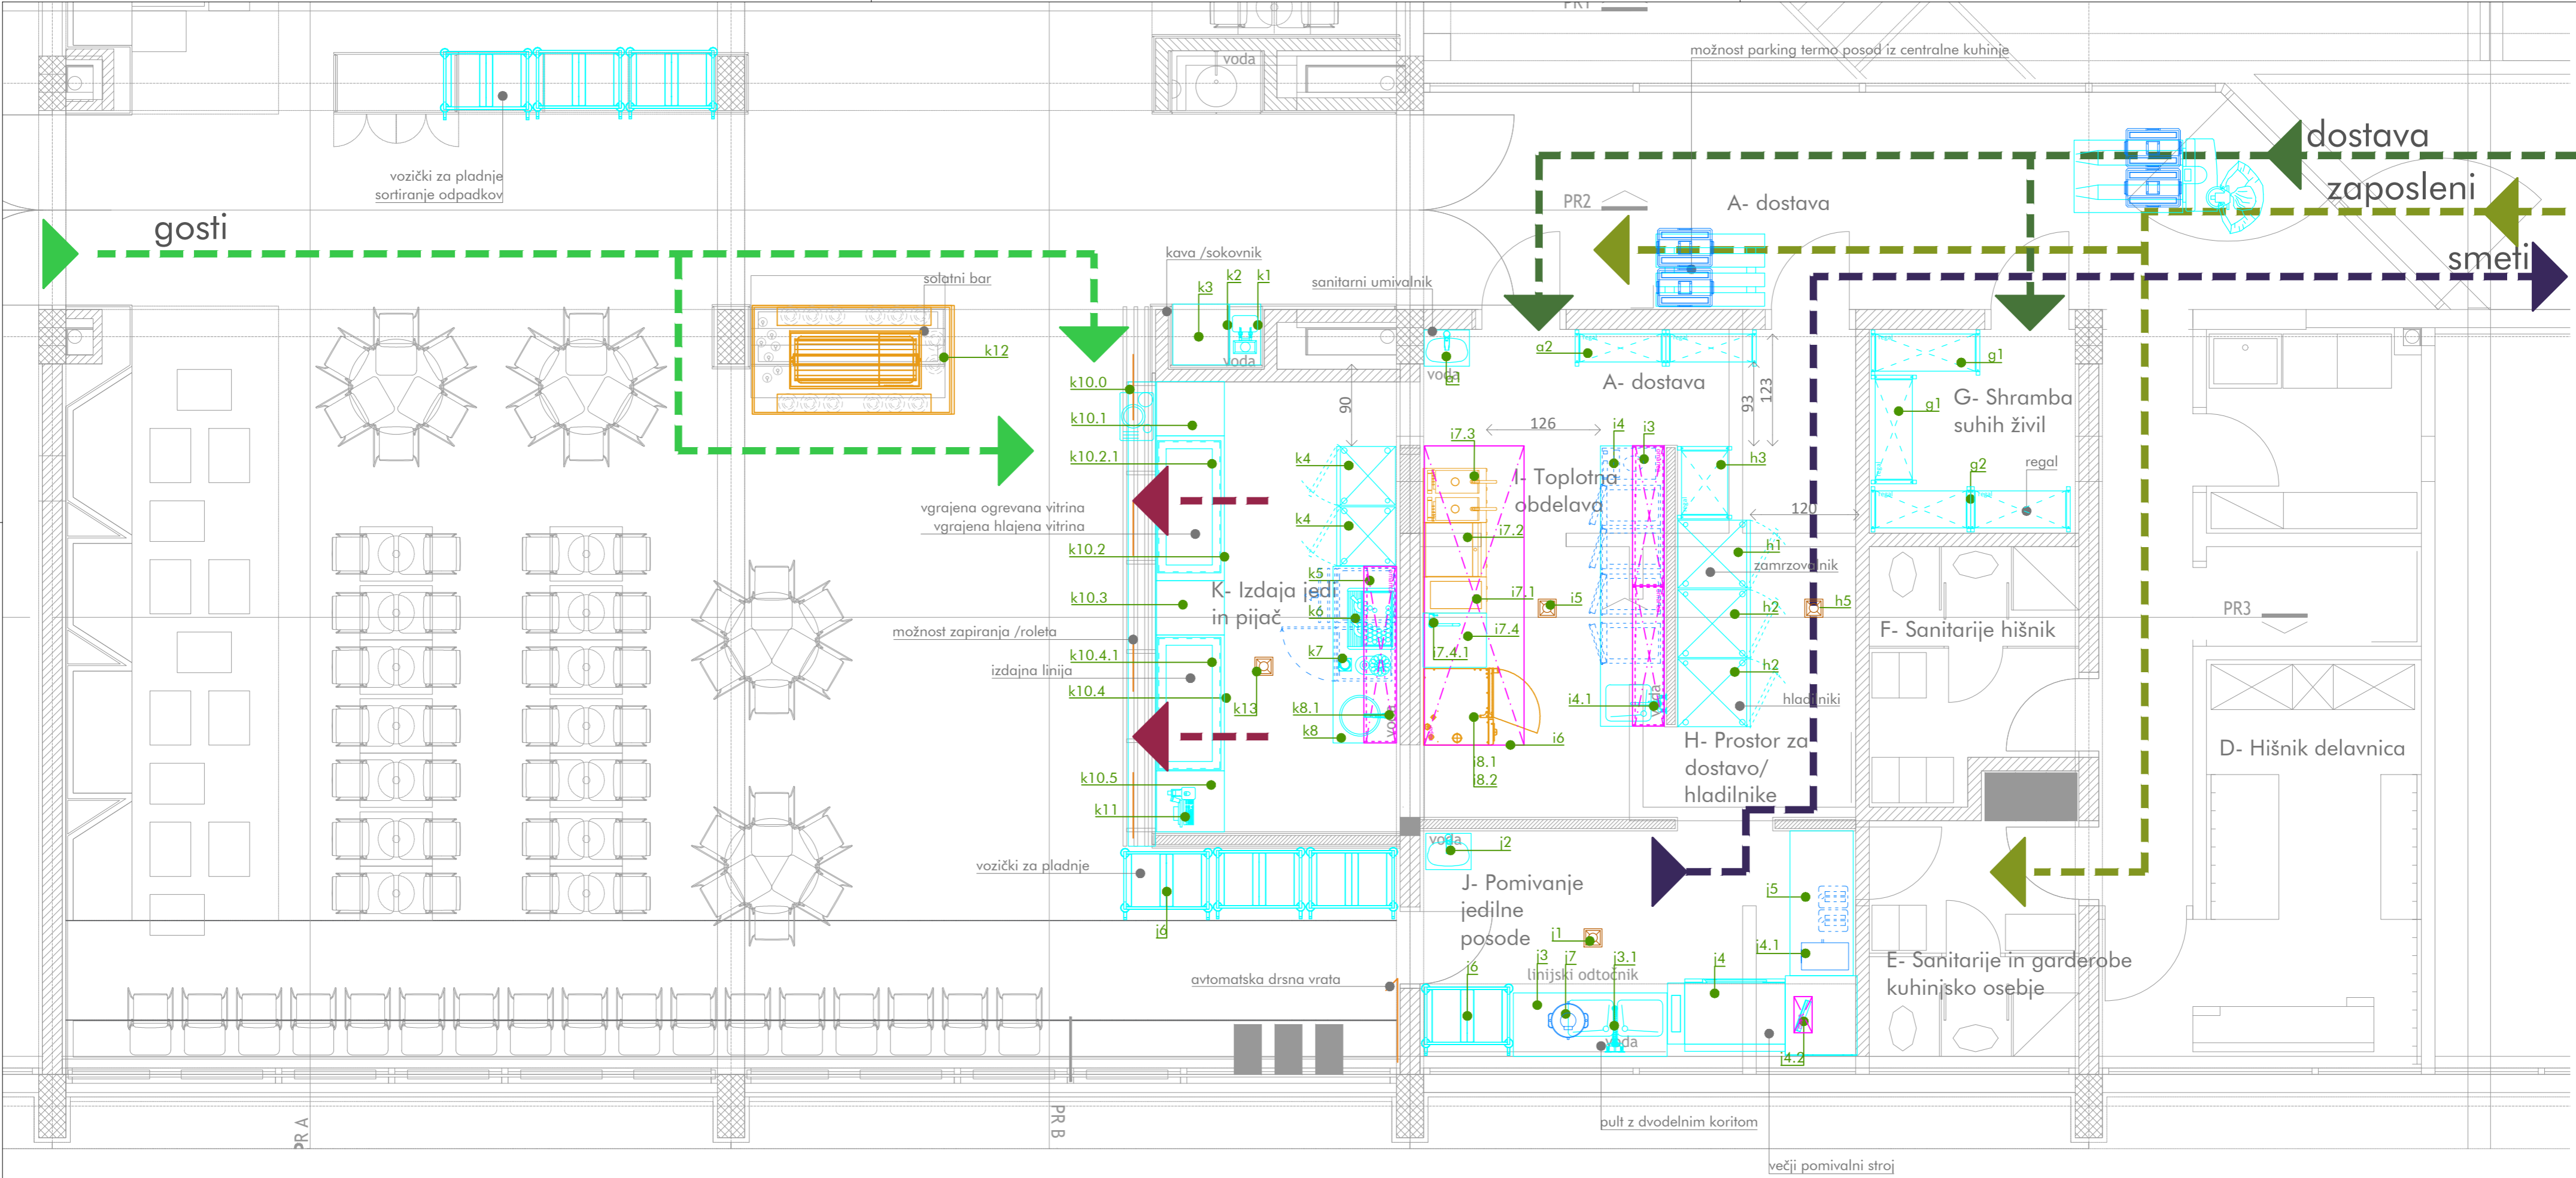 PR1
možnost parking termo posod iz centralne kuhinje
voda
dostava
zaposleni
smeti
vozički za pladnje
sortiranje odpadkov
gosti
PR2
A- dostava
kava /sokovnik
k3
k2
k1
voda
solatni bar
k12
sanitarni umivalnik
voda
a1
a2
A- dostava
90
126
93
123
g1
g1
G- Shramba
suhih živil
g2
regal
k10.0
k10.1
k10.2.1
vgrajena ogrevana vitrina
vgrajena hlajena vitrina
k10.2
k10.3
možnost zapiranja /roleta
k10.4.1
izdajna linija
k10.4
k10.5
k11
k4
k4
K- Izdaja jedi
in pijač
k5
k6
k7
k13
k8.1
k8
voda
i7.3
I- Toplotna
obdelava
i7.2
i7.1
i5
i7.4
i7.4.1
i6
i8.1
i8.2
i4
i3
i4.1
voda
h3
h1
zamrzovalnik
h2
h2
hladilniki
h5
120
H- Prostor za
dostavo/
hladilnike
F- Sanitarije hišnik
PR3
D- Hišnik delavnica
vozički za pladnje
j6
voda
j2
J- Pomivanje
jedilne
posode
j1
j5
j4.1
j6
j3
j7
j3.1
linijski odtočnik
j4
voda
j4.2
E- Sanitarije in garderobe
kuhinjsko osebje
avtomatska drsna vrata
pult z dvodelnim koritom
večji pomivalni stroj
PR A
PR B